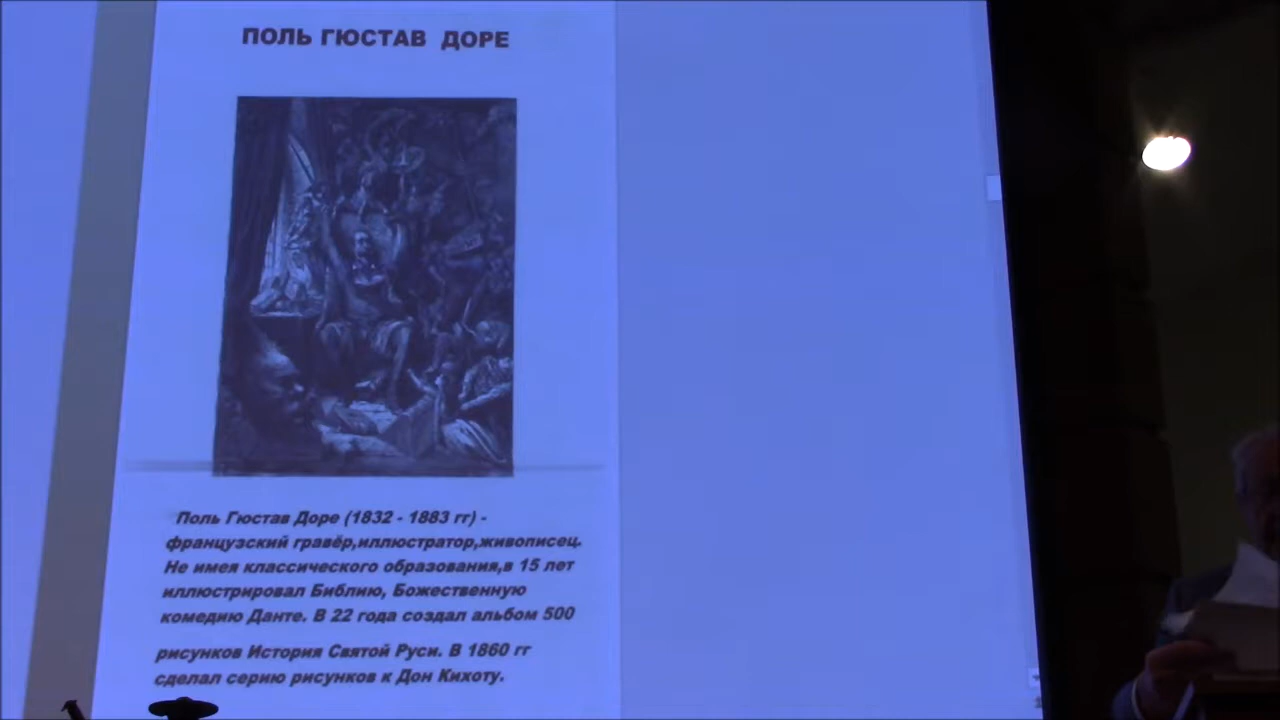 ПОЛЬ ГЮСТАВ ДОРЕ
Поль Гюстав Доре (1832 - 1883 гг) -
французский гравёр,иллюстратор,живописец.
Не имея классического образования,в 15 лет
иллюстрировал Библию, Божественную
комедию Данте. В 22 года создал альбом 500
рисунков История Святой Руси. В 1860 гг
сделал серию рисунков к Дон Кихоту.